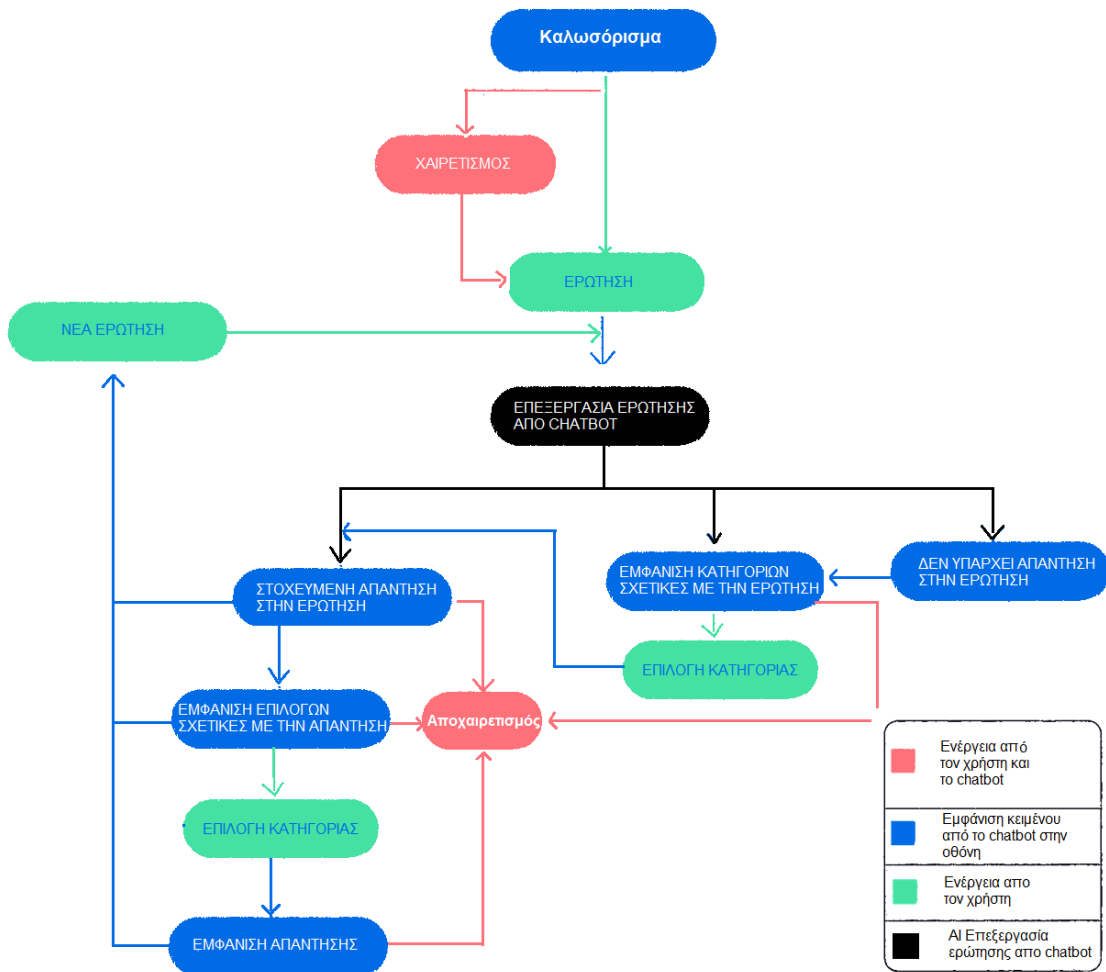 Καλωσόρισμα
ΧΑΙΡΕΤΙΣΜΟΣ
ΕΡΩΤΗΣΗ
ΝΕΑ ΕΡΩΤΗΣΗ
ΕΠΕΞΕΡΓΑΣΙΑ ΕΡΩΤΗΣΗΣ
ΑΠΟ CHATBOT
ΣΤΟΧΕΥΜΕΝΗ ΑΠΑΝΤΗΣΗ
ΣΤΗΝ ΕΡΩΤΗΣΗ
ΕΜΦΑΝΙΣΗ ΚΑΤΗΓΟΡΙΩΝ
ΣΧΕΤΙΚΕΣ ΜΕ ΤΗΝ ΕΡΩΤΗΣΗ
ΔΕΝ ΥΠΑΡΧΕΙ ΑΠΑΝΤΗΣΗ
ΣΤΗΝ ΕΡΩΤΗΣΗ
ΕΠΙΛΟΓΗ ΚΑΤΗΓΟΡΙΑΣ
ΕΜΦΑΝΙΣΗ ΕΠΙΛΟΓΩΝ
ΣΧΕΤΙΚΕΣ ΜΕ ΤΗΝ ΑΠΑΝΤΗΣΗ
Αποχαιρετισμός
ΕΠΙΛΟΓΗ ΚΑΤΗΓΟΡΙΑΣ
ΕΜΦΑΝΙΣΗ ΑΠΑΝΤΗΣΗΣ
Ενέργεια από
τον χρήστη και
το chatbot
Εμφάνιση κειμένου
από το chatbot στην
οθόνη
Ενέργεια απο
τον χρήστη
AI Επεξεργασία
ερώτησης απο chatbot